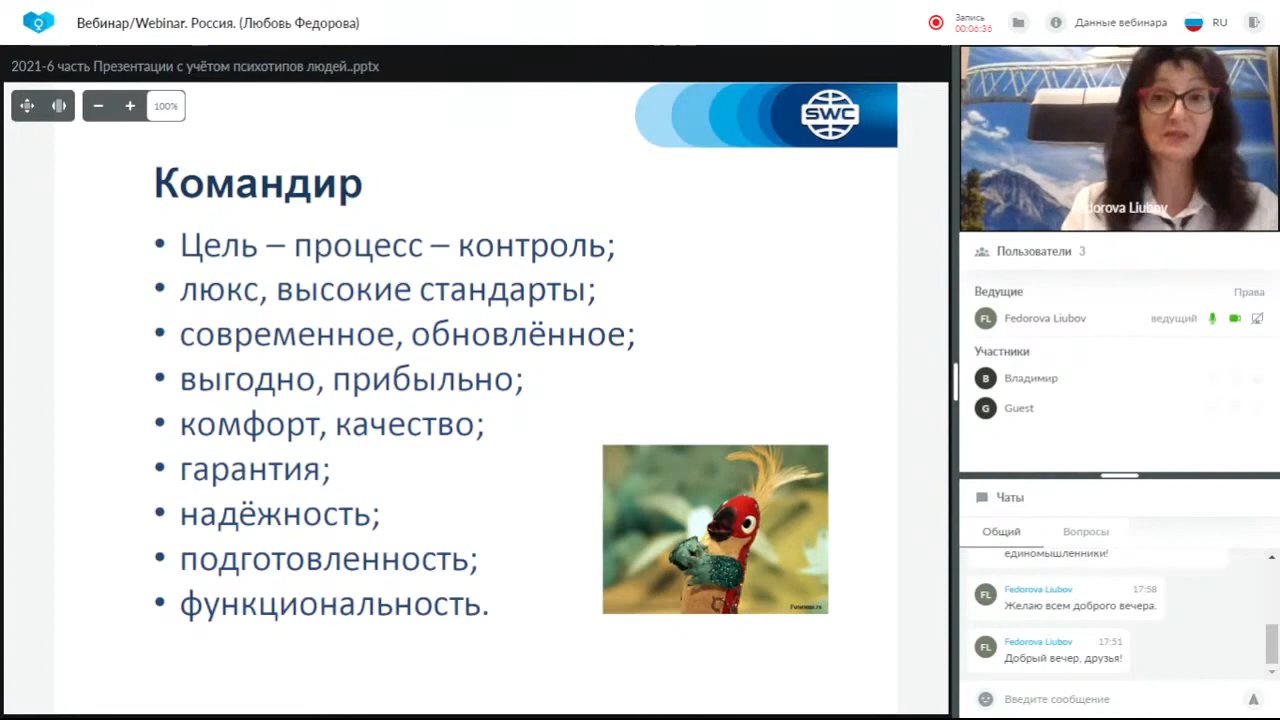 Вебинар/Webinar. Россия. (Любовь Федорова)
Запись
00:06:36
Данные вебинара
RU
2021-6 часть Презентации с учётом психотипов людей..pptx
100%
SWC
Командир
• Цель – процесс – контроль;
• люкс, высокие стандарты;
• современное, обновлённое;
• выгодно, прибыльно;
• комфорт, качество;
• гарантия;
• надёжность;
• подготовленность;
• функциональность.
Fedorova Liubov
Пользователи 3
Ведущие
Права
FL
Fedorova Liubov
ведущий
Участники
В
Владимир
G
Guest
Чаты
Общий
Вопросы
единомышленники!
FL
Fedorova Liubov
17:58
Желаю всем доброго вечера.
FL
Fedorova Liubov
17:51
Добрый вечер, друзья!
Введите сообщение